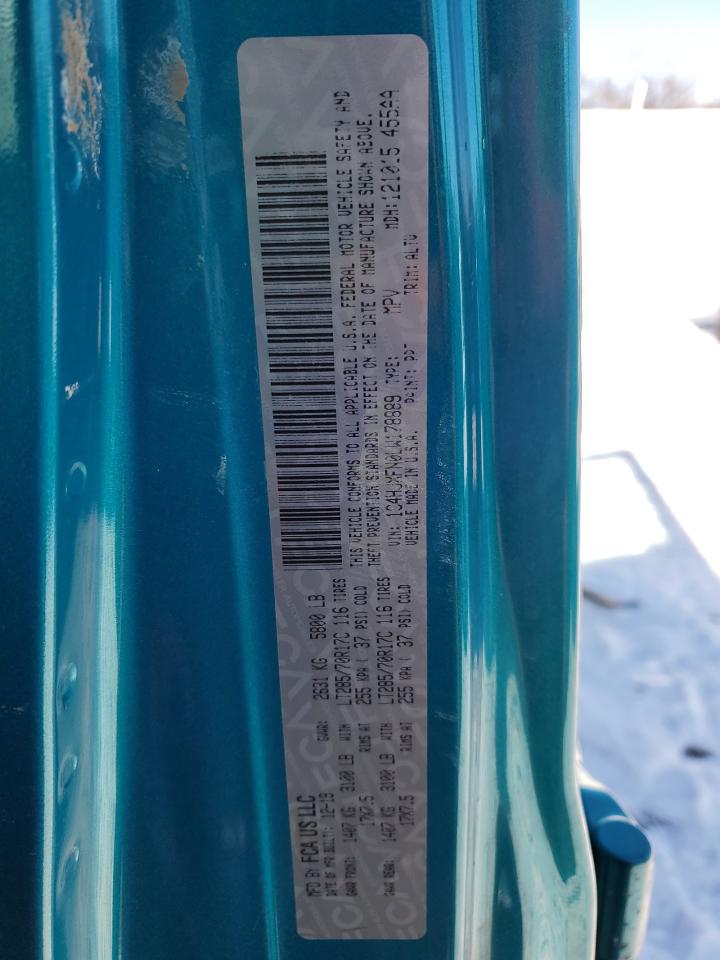 MFD BY FCA US LLC
DATE OF MFR: 12-19 GVWR: 2631 KG 5800 LB
GAWR FRONT: 1407 KG 3100 LB WITH LT285/70R17C 116 TIRES
17X7.5 RIMS AT 255 KPA ( 37 PSI) COLD
GAWR REAR: 1407 KG 3100 LB WITH LT285/70R17C 116 TIRES
17X7.5 RIMS AT 255 KPA ( 37 PSI) COLD
THIS VEHICLE CONFORMS TO ALL APPLICABLE U.S.A. FEDERAL MOTOR VEHICLE SAFETY AND
THEFT PREVENTION STANDARDS IN EFFECT ON THE DATE OF MANUFACTURE SHOWN ABOVE.
VIN: 1C4HJXFN0LW178889 TYPE: MPV MDH: 121015 455AA
VEHICLE MADE IN U.S.A. PAINT: TRIM: ALTV